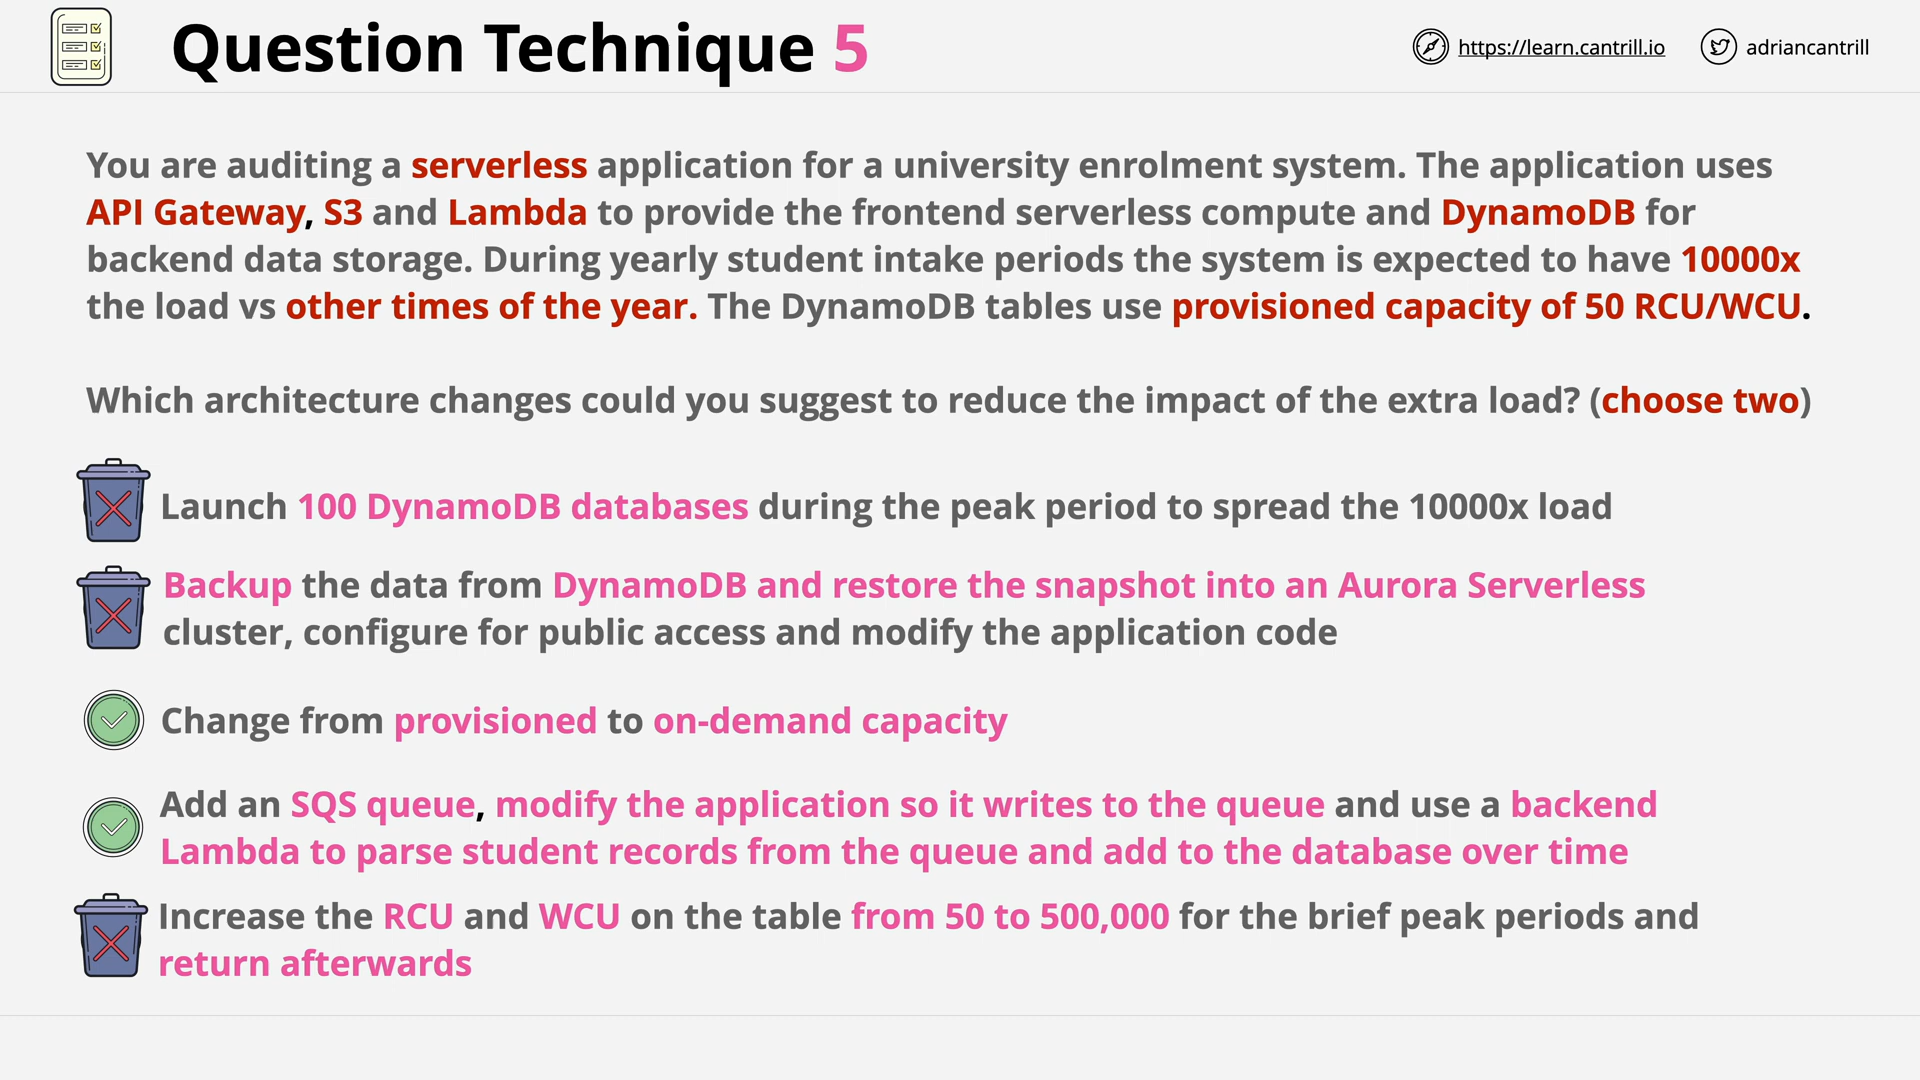 Question Technique 5
https://learn.cantrill.io
adriancantrill
You are auditing a serverless application for a university enrolment system. The application uses
API Gateway, S3 and Lambda to provide the frontend serverless compute and DynamoDB for
backend data storage. During yearly student intake periods the system is expected to have 10000x
the load vs other times of the year. The DynamoDB tables use provisioned capacity of 50 RCU/WCU.
Which architecture changes could you suggest to reduce the impact of the extra load? (choose two)
Launch 100 DynamoDB databases during the peak period to spread the 10000x load
Backup the data from DynamoDB and restore the snapshot into an Aurora Serverless
cluster, configure for public access and modify the application code
Change from provisioned to on-demand capacity
Add an SQS queue, modify the application so it writes to the queue and use a backend
Lambda to parse student records from the queue and add to the database over time
Increase the RCU and WCU on the table from 50 to 500,000 for the brief peak periods and
return afterwards